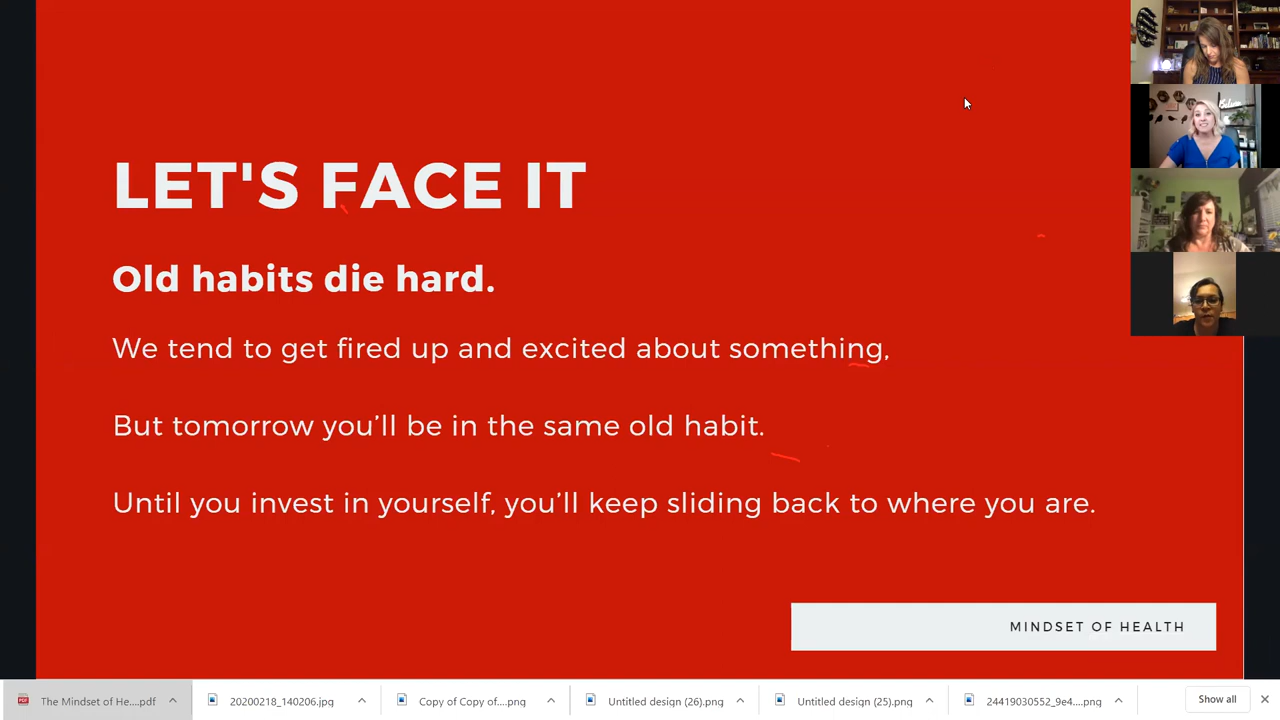 LET'S FACE IT
Old habits die hard.
We tend to get fired up and excited about something,
But tomorrow you’ll be in the same old habit.
Until you invest in yourself, you’ll keep sliding back to where you are.
MINDSET OF HEALTH
The Mindset of He....pdf
20200218_140206.jpg
Copy of Copy of....png
Untitled design (26).png
Untitled design (25).png
24419030552_9e4....png
Show all